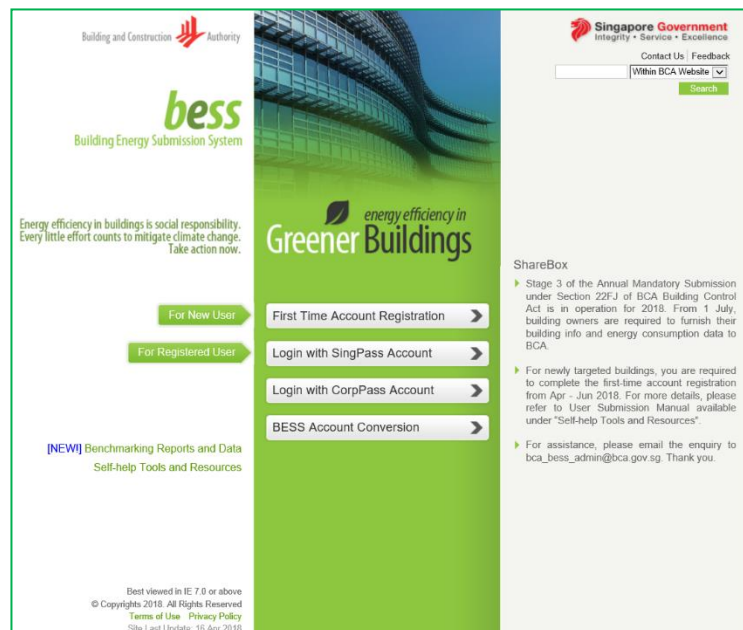 Building and Construction Authority
bess
Building Energy Submission System
Energy efficiency in buildings is social responsibility.
Every little effort counts to mitigate climate change.
Take action now.
For New User
For Registered User
[NEW!] Benchmarking Reports and Data
Self-help Tools and Resources
Best viewed in IE 7.0 or above
© Copyrights 2018. All Rights Reserved
Terms of Use Privacy Policy
Site Last Update: 16 Apr 2018
energy efficiency in
Greener Buildings
First Time Account Registration
Login with SingPass Account
Login with CorpPass Account
BESS Account Conversion
Singapore Government
Integrity • Service • Excellence
Contact Us Feedback
Within BCA Website
Search
ShareBox
Stage 3 of the Annual Mandatory Submission
under Section 22FJ of BCA Building Control
Act is in operation for 2018. From 1 July,
building owners are required to furnish their
building info and energy consumption data to
BCA.
For newly targeted buildings, you are required
to complete the first-time account registration
from Apr - Jun 2018. For more details, please
refer to User Submission Manual available
under "Self-help Tools and Resources".
For assistance, please email the enquiry to
bca_bess_admin@bca.gov.sg. Thank you.